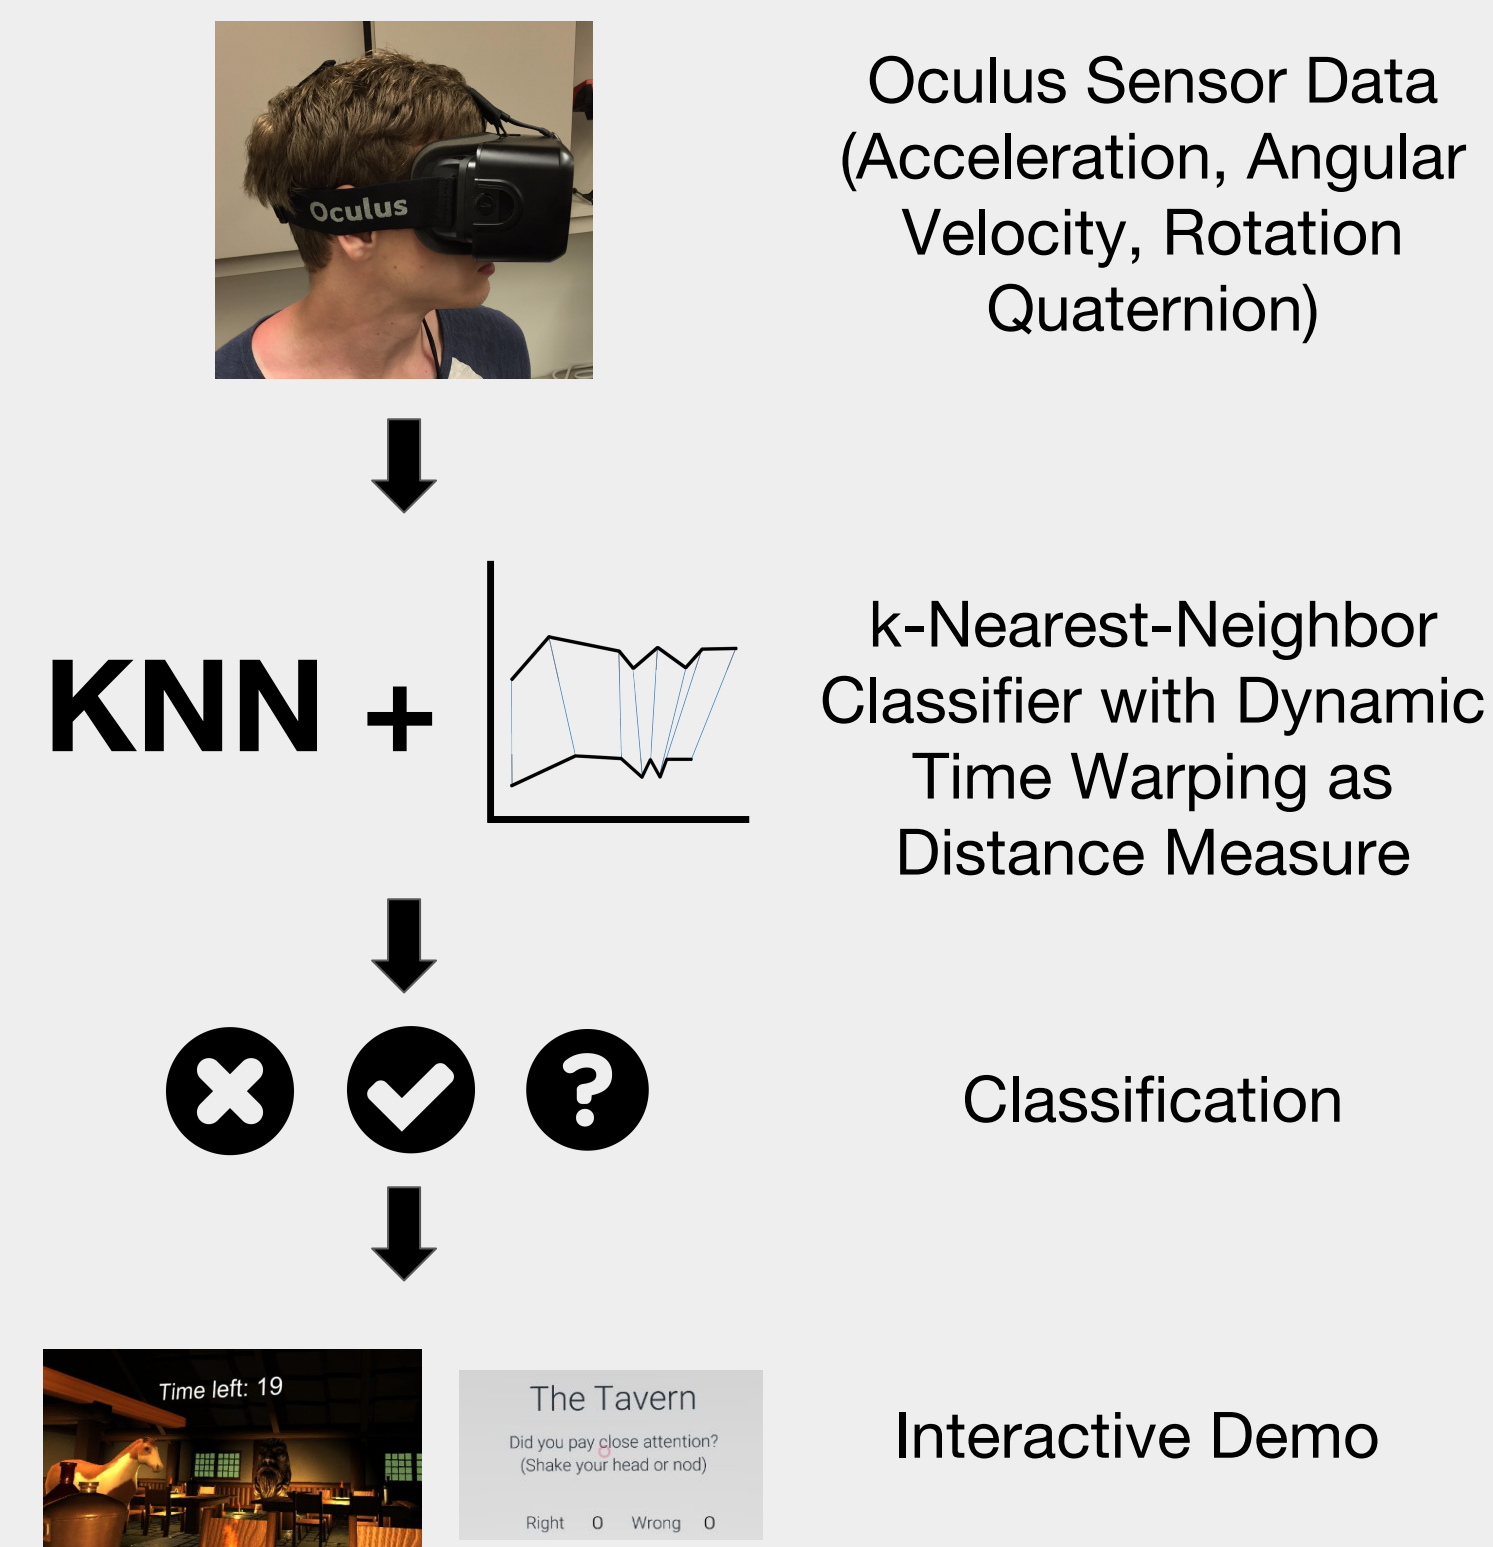 Oculus
Oculus Sensor Data
(Acceleration, Angular
Velocity, Rotation
Quaternion)
KNN +
k-Nearest-Neighbor
Classifier with Dynamic
Time Warping as
Distance Measure
?
Classification
Time left: 19
The Tavern
Did you pay close attention?
(Shake your head or nod)
Right 0 Wrong 0
Interactive Demo